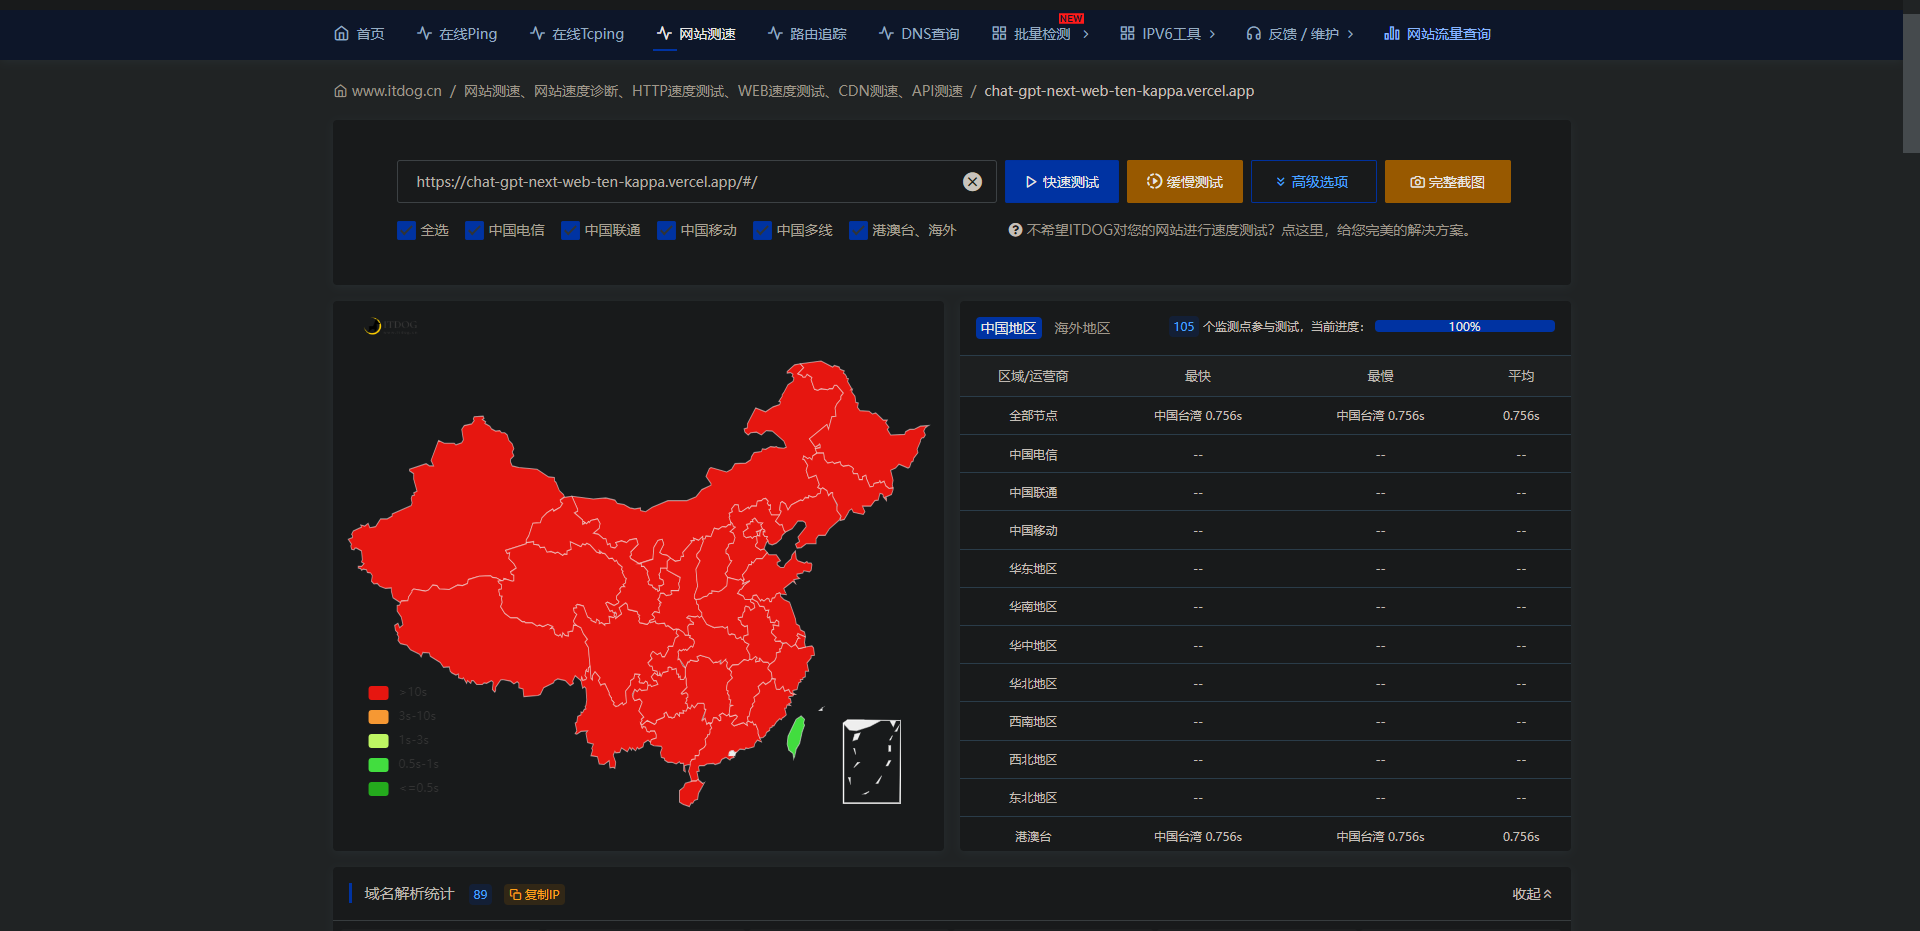 首页 在线Ping 在线Tcping 网站测速 路由追踪 DNS查询 批量检测 NEW IPV6工具 反馈 / 维护 网站流量查询
www.itdog.cn / 网站测速、网站速度诊断、HTTP速度测试、WEB速度测试、CDN测速、API测速 / chat-gpt-next-web-ten-kappa.vercel.app
https://chat-gpt-next-web-ten-kappa.vercel.app/#/ 快速测试 缓慢测试 高级选项 完整截图
全选 中国电信 中国联通 中国移动 中国多线 港澳台、海外 不希望ITDOG对您的网站进行速度测试？点这里，给您完美的解决方案。
ITDOG
>10s
3s-10s
1s-3s
0.5s-1s
<=0.5s
中国地区 海外地区 105 个监测点参与测试，当前进度： 100%
区域/运营商 最快 最慢 平均
全部节点 中国台湾 0.756s 中国台湾 0.756s 0.756s
中国电信 -- -- --
中国联通 -- -- --
中国移动 -- -- --
华东地区 -- -- --
华南地区 -- -- --
华中地区 -- -- --
华北地区 -- -- --
西南地区 -- -- --
西北地区 -- -- --
东北地区 -- -- --
港澳台 中国台湾 0.756s 中国台湾 0.756s 0.756s
域名解析统计 89 复制IP 收起